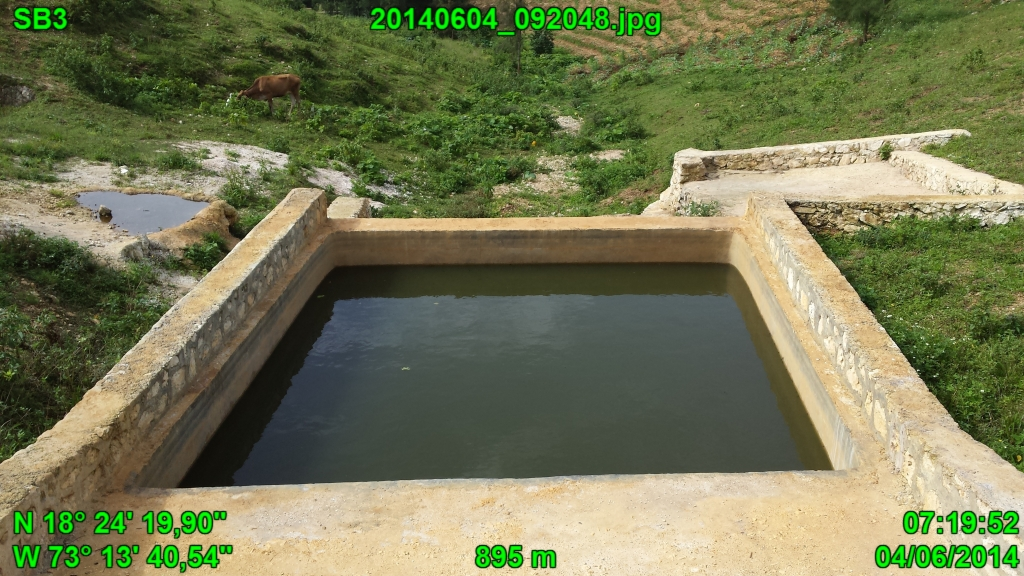 SB3
20140604_092048.jpg
N 18° 24' 19,90"
W 73° 13' 40,54"
895 m
07:19:52
04/06/2014